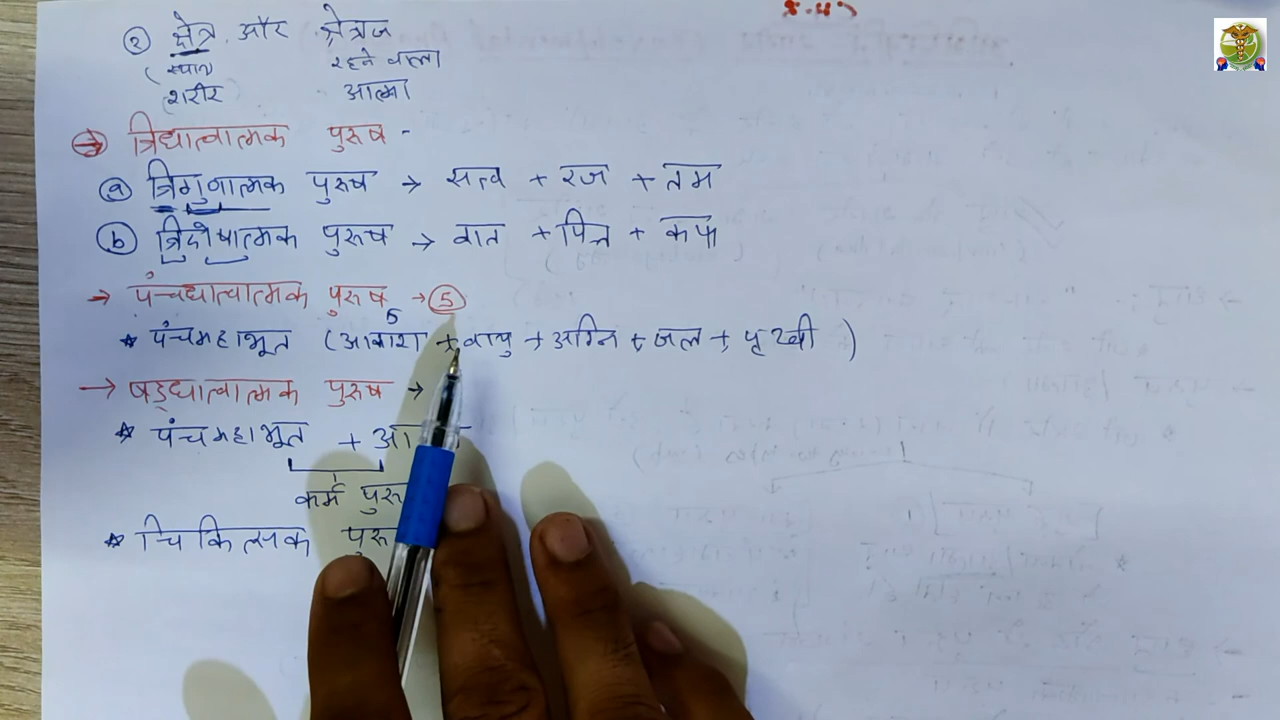 ② क्षेत्र और क्षेत्रज्ञ
(स्थान रहने वाला
(शरीर आत्मा
→ त्रिधात्वात्मक पुरुष -
ⓐ त्रिगुणात्मक पुरुष → सत्व + रज + तम
ⓑ त्रिदोषात्मक पुरुष → वात + पित्त + कफ
→ पंचधात्वात्मक पुरुष → ⑤
5
* पंचमहाभूत (आकाश + वायु + अग्नि + जल + पृथ्वी )
→ षड्धात्वात्मक पुरुष →
* पंचमहाभूत +
कर्म
* चिकित्सक